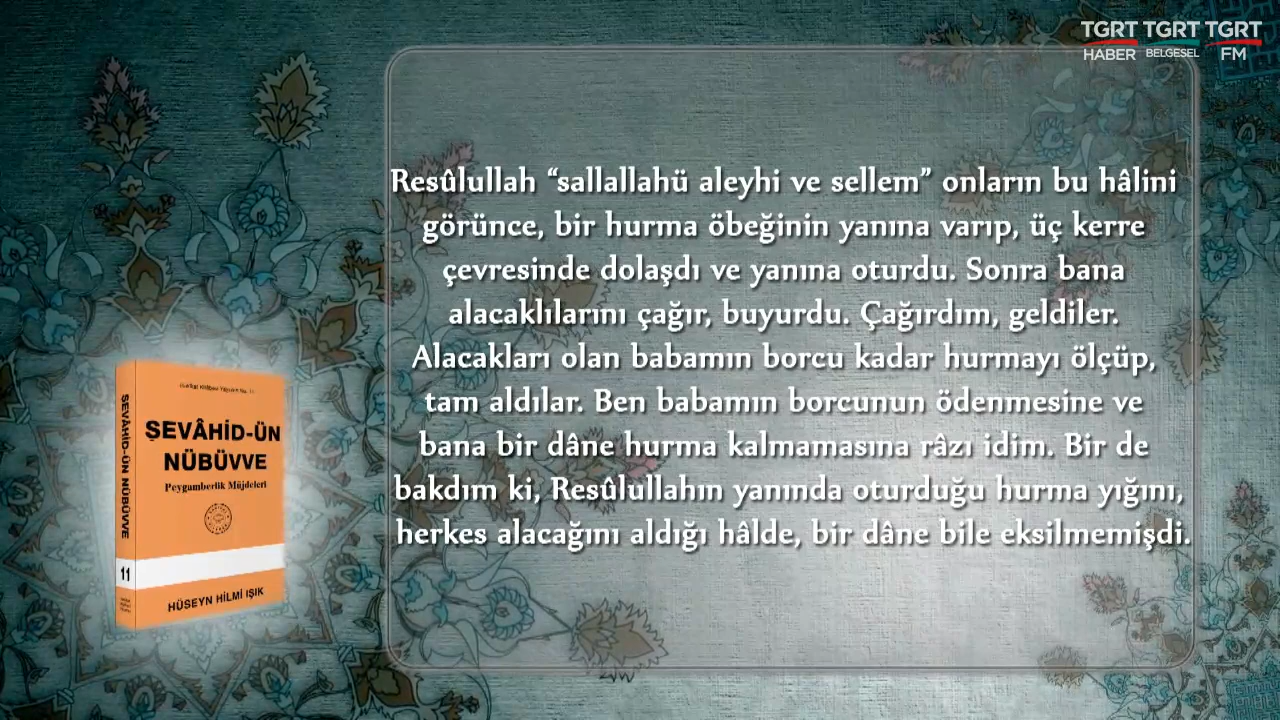 TGRT TGRT TGRT
HABER BELGESEL FM
Resûlullah “sallallahü aleyhi ve sellem” onların bu hâlini
görünce, bir hurma öbeğinin yanına varıp, üç kerre
çevresinde dolaşdı ve yanına oturdu. Sonra bana
alacaklılarını çağır, buyurdu. Çağırdım, geldiler.
Alacakları olan babamın borcu kadar hurmayı ölçüp,
tam aldılar. Ben babamın borcunun ödenmesine ve
bana bir dâne hurma kalmamasına râzı idim. Bir de
bakdım ki, Resûlullahın yanında oturduğu hurma yığını,
herkes alacağını aldığı hâlde, bir dâne bile eksilmemişdi.
ŞEVÂHİD-ÜN
NÜBÜVVE
Peygamberlik Müjdeleri
HÜSEYN HİLMİ IŞIK
ŞEVÂHİD-ÜN NÜBÜVVE
11